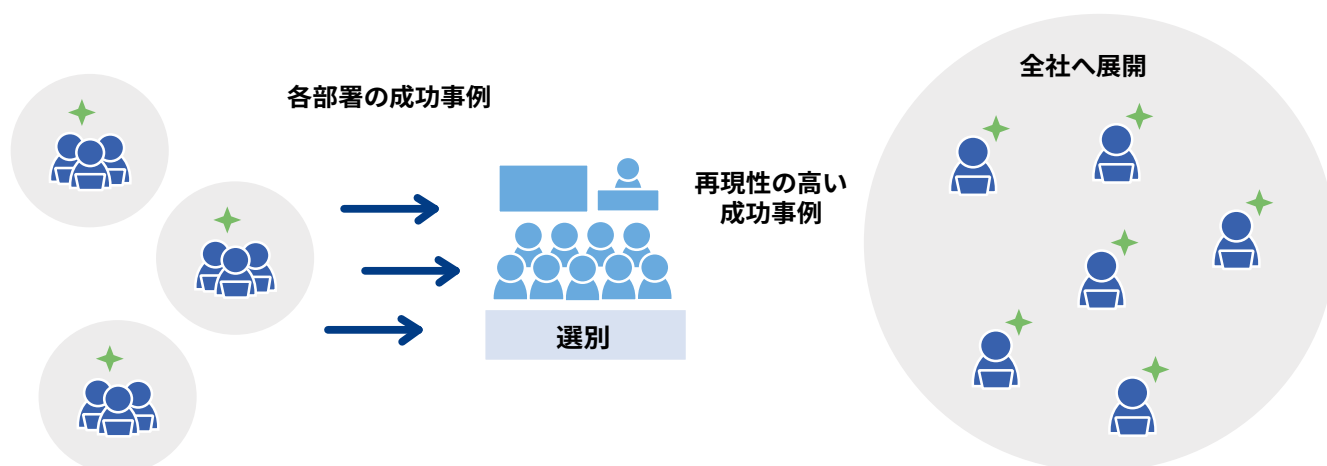 各部署の成功事例
選別
再現性の高い
成功事例
全社へ展開